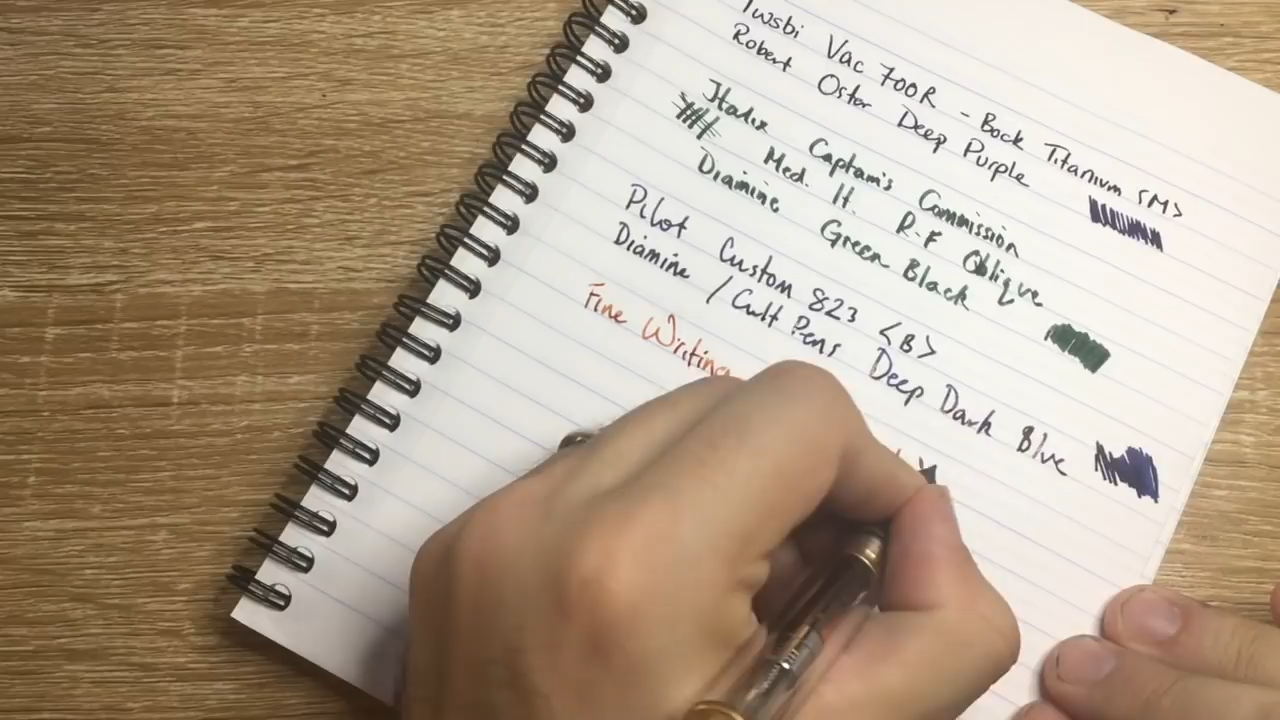 Twsbi Vac 700R - Bock Titanium <M>
Robert Oster Deep Purple
Italix Captain's Commission
Med. It. R-F Oblique
Diamine Green Black
Pilot Custom 823 <B>
Diamine / Cult Pens Deep Dark Blue
Fine Writing